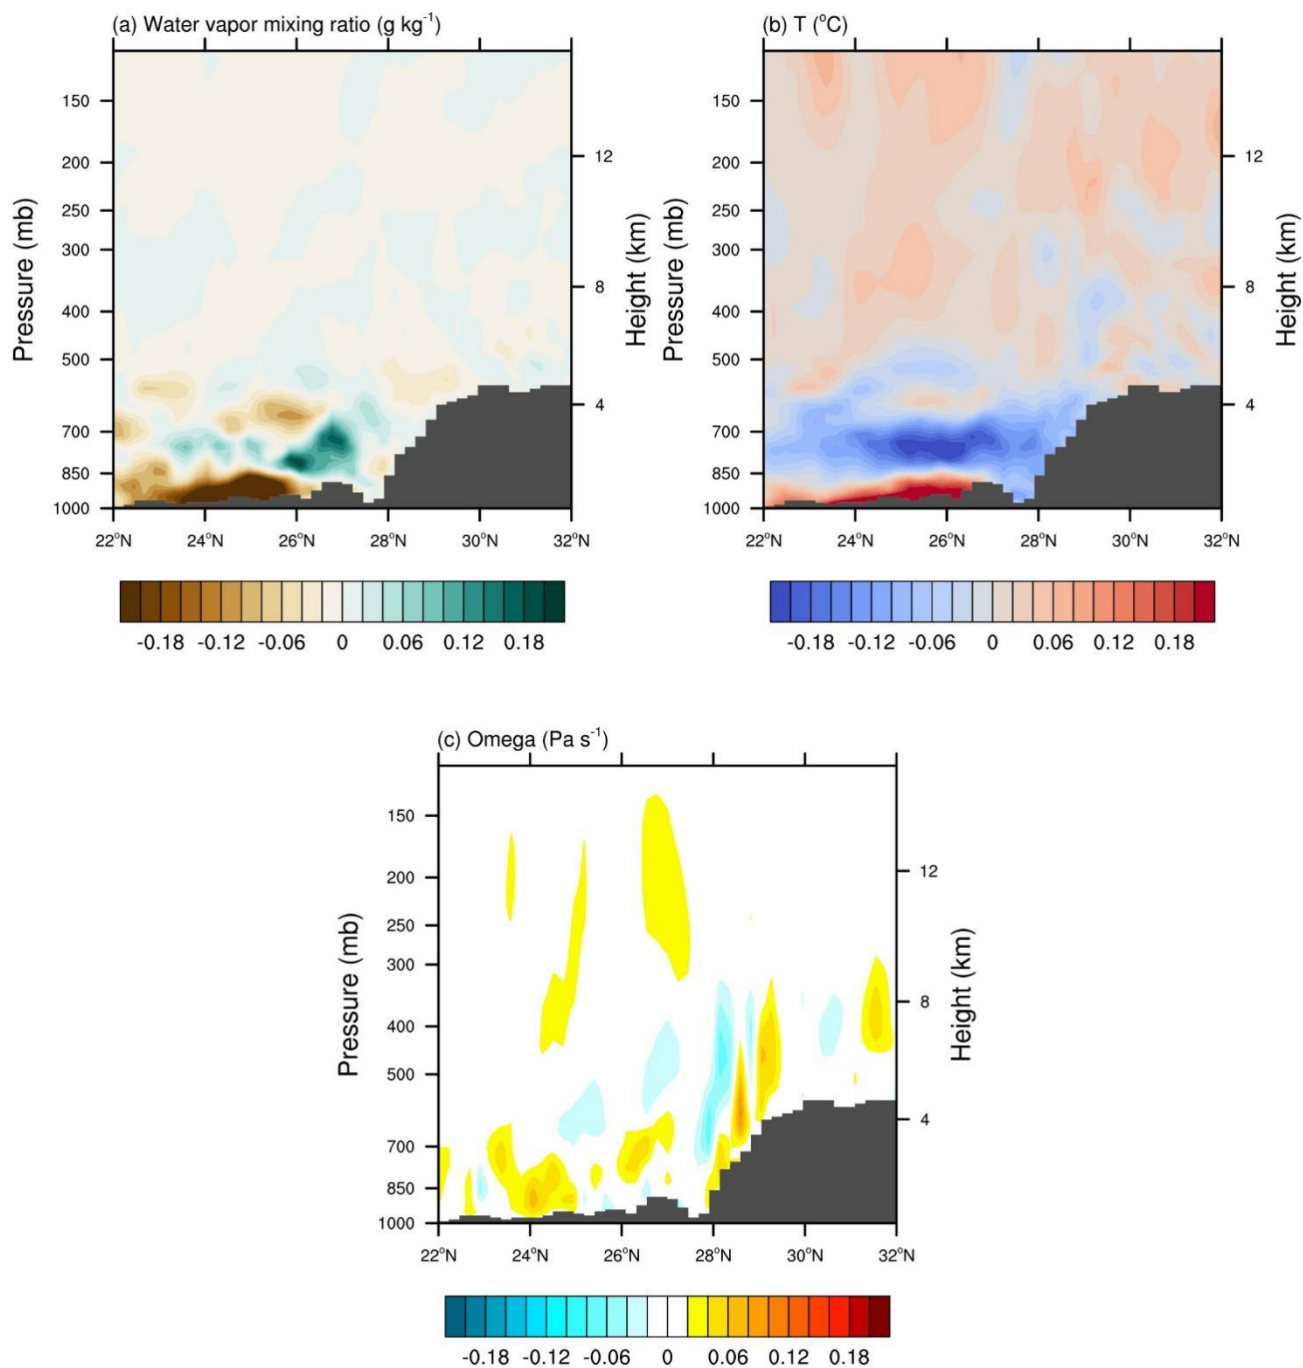 (a) Water vapor mixing ratio (g kg⁻¹)
(b) T (°C)
Pressure (mb)
150
200
250
300
400
500
700
850
1000
12
8
4
Height (km)
22°N 24°N 26°N 28°N 30°N 32°N
-0.18 -0.12 -0.06 0 0.06 0.12 0.18
Pressure (mb)
150
200
250
300
400
500
700
850
1000
12
8
4
Height (km)
22°N 24°N 26°N 28°N 30°N 32°N
-0.18 -0.12 -0.06 0 0.06 0.12 0.18
(c) Omega (Pa s⁻¹)
Pressure (mb)
150
200
250
300
400
500
700
850
1000
12
8
4
Height (km)
22°N 24°N 26°N 28°N 30°N 32°N
-0.18 -0.12 -0.06 0 0.06 0.12 0.18